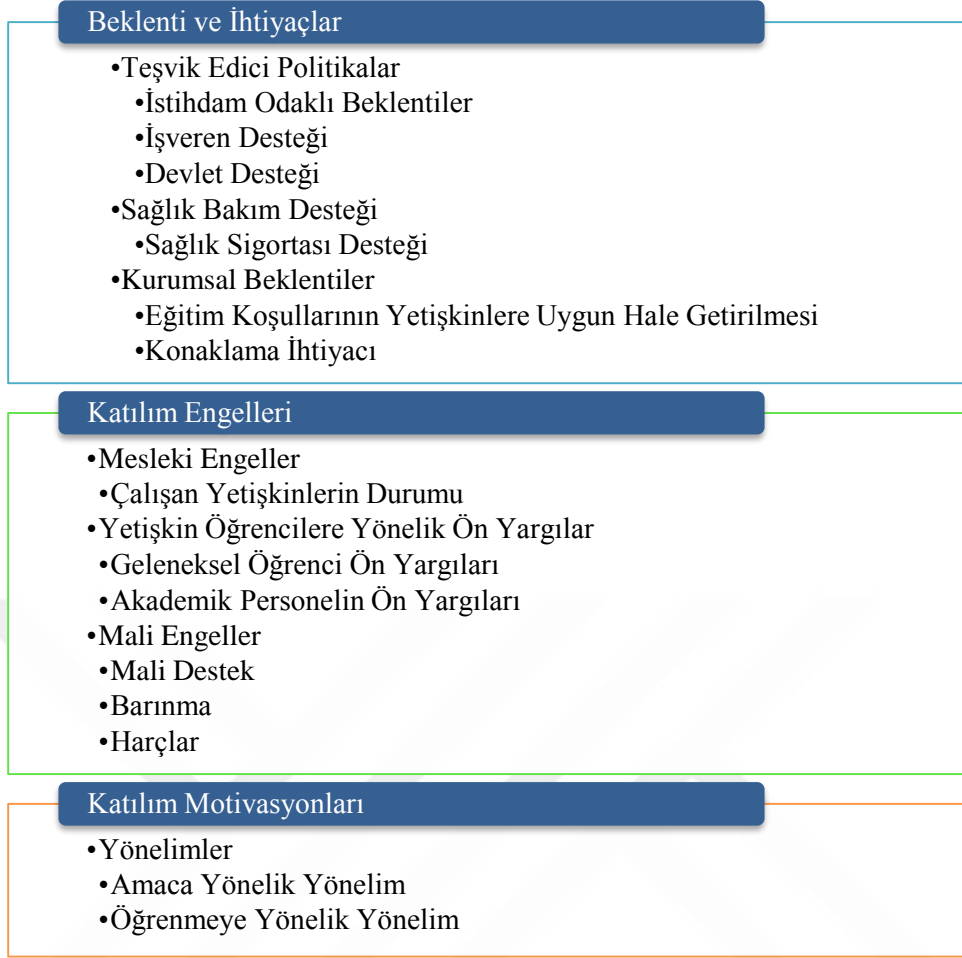 Beklenti ve İhtiyaçlar
•Teşvik Edici Politikalar
•İstihdam Odaklı Beklentiler
•İşveren Desteği
•Devlet Desteği
•Sağlık Bakım Desteği
•Sağlık Sigortası Desteği
•Kurumsal Beklentiler
•Eğitim Koşullarının Yetişkinlere Uygun Hale Getirilmesi
•Konaklama İhtiyacı
Katılım Engelleri
•Mesleki Engeller
•Çalışan Yetişkinlerin Durumu
•Yetişkin Öğrencilere Yönelik Ön Yargılar
•Geleneksel Öğrenci Ön Yargıları
•Akademik Personelin Ön Yargıları
•Mali Engeller
•Mali Destek
•Barınma
•Harçlar
Katılım Motivasyonları
•Yönelimler
•Amaca Yönelik Yönelim
•Öğrenmeye Yönelik Yönelim